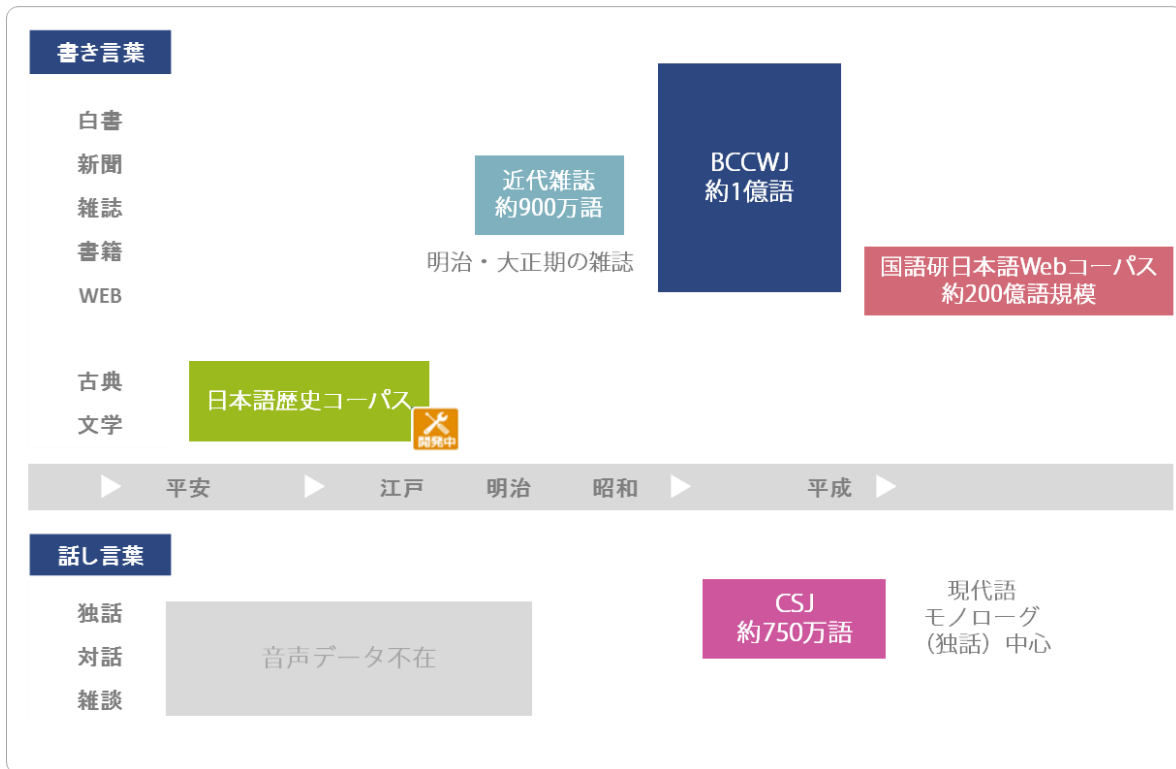 書き言葉
白書
新聞
雑誌
書籍
WEB
古典
文学
BCCWJ
約1億語
近代雑誌
約900万語
明治・大正期の雑誌
国語研日本語Webコーパス
約200億語規模
日本語歴史コーパス
開発中
平安
江戸
明治
昭和
平成
話し言葉
独話
対話
雑談
音声データ不在
CSJ
約750万語
現代語
モノローグ
（独話）中心